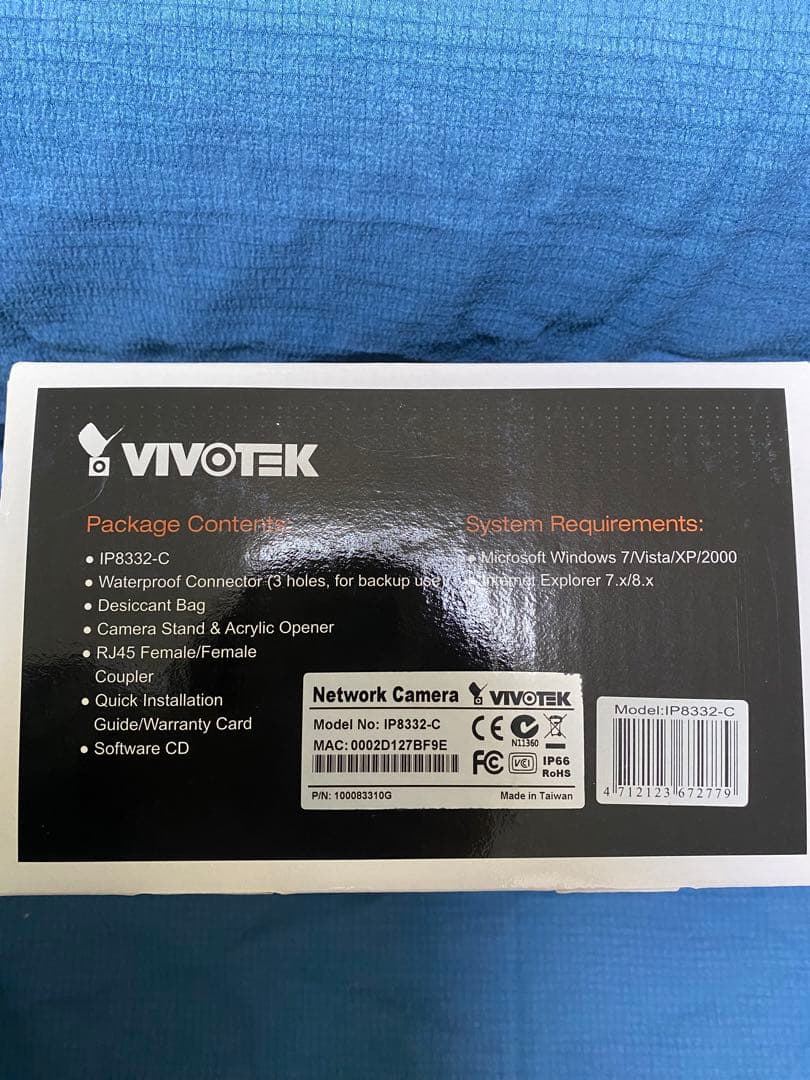 VIVOTEK
Package Contents:
• IP8332-C
• Waterproof Connector (3 holes, for backup use)
• Desiccant Bag
• Camera Stand & Acrylic Opener
• RJ45 Female/Female
Coupler
• Quick Installation
Guide/Warranty Card
• Software CD
System Requirements:
• Microsoft Windows 7/Vista/XP/2000
• Internet Explorer 7.x/8.x
Network Camera VIVOTEK
Model No: IP8332-C
MAC: 0002D127BF9E
P/N: 100083310G
CE
N11360
FC VCI IP66
RoHS
Made in Taiwan
Model:IP8332-C
4 712123 672779